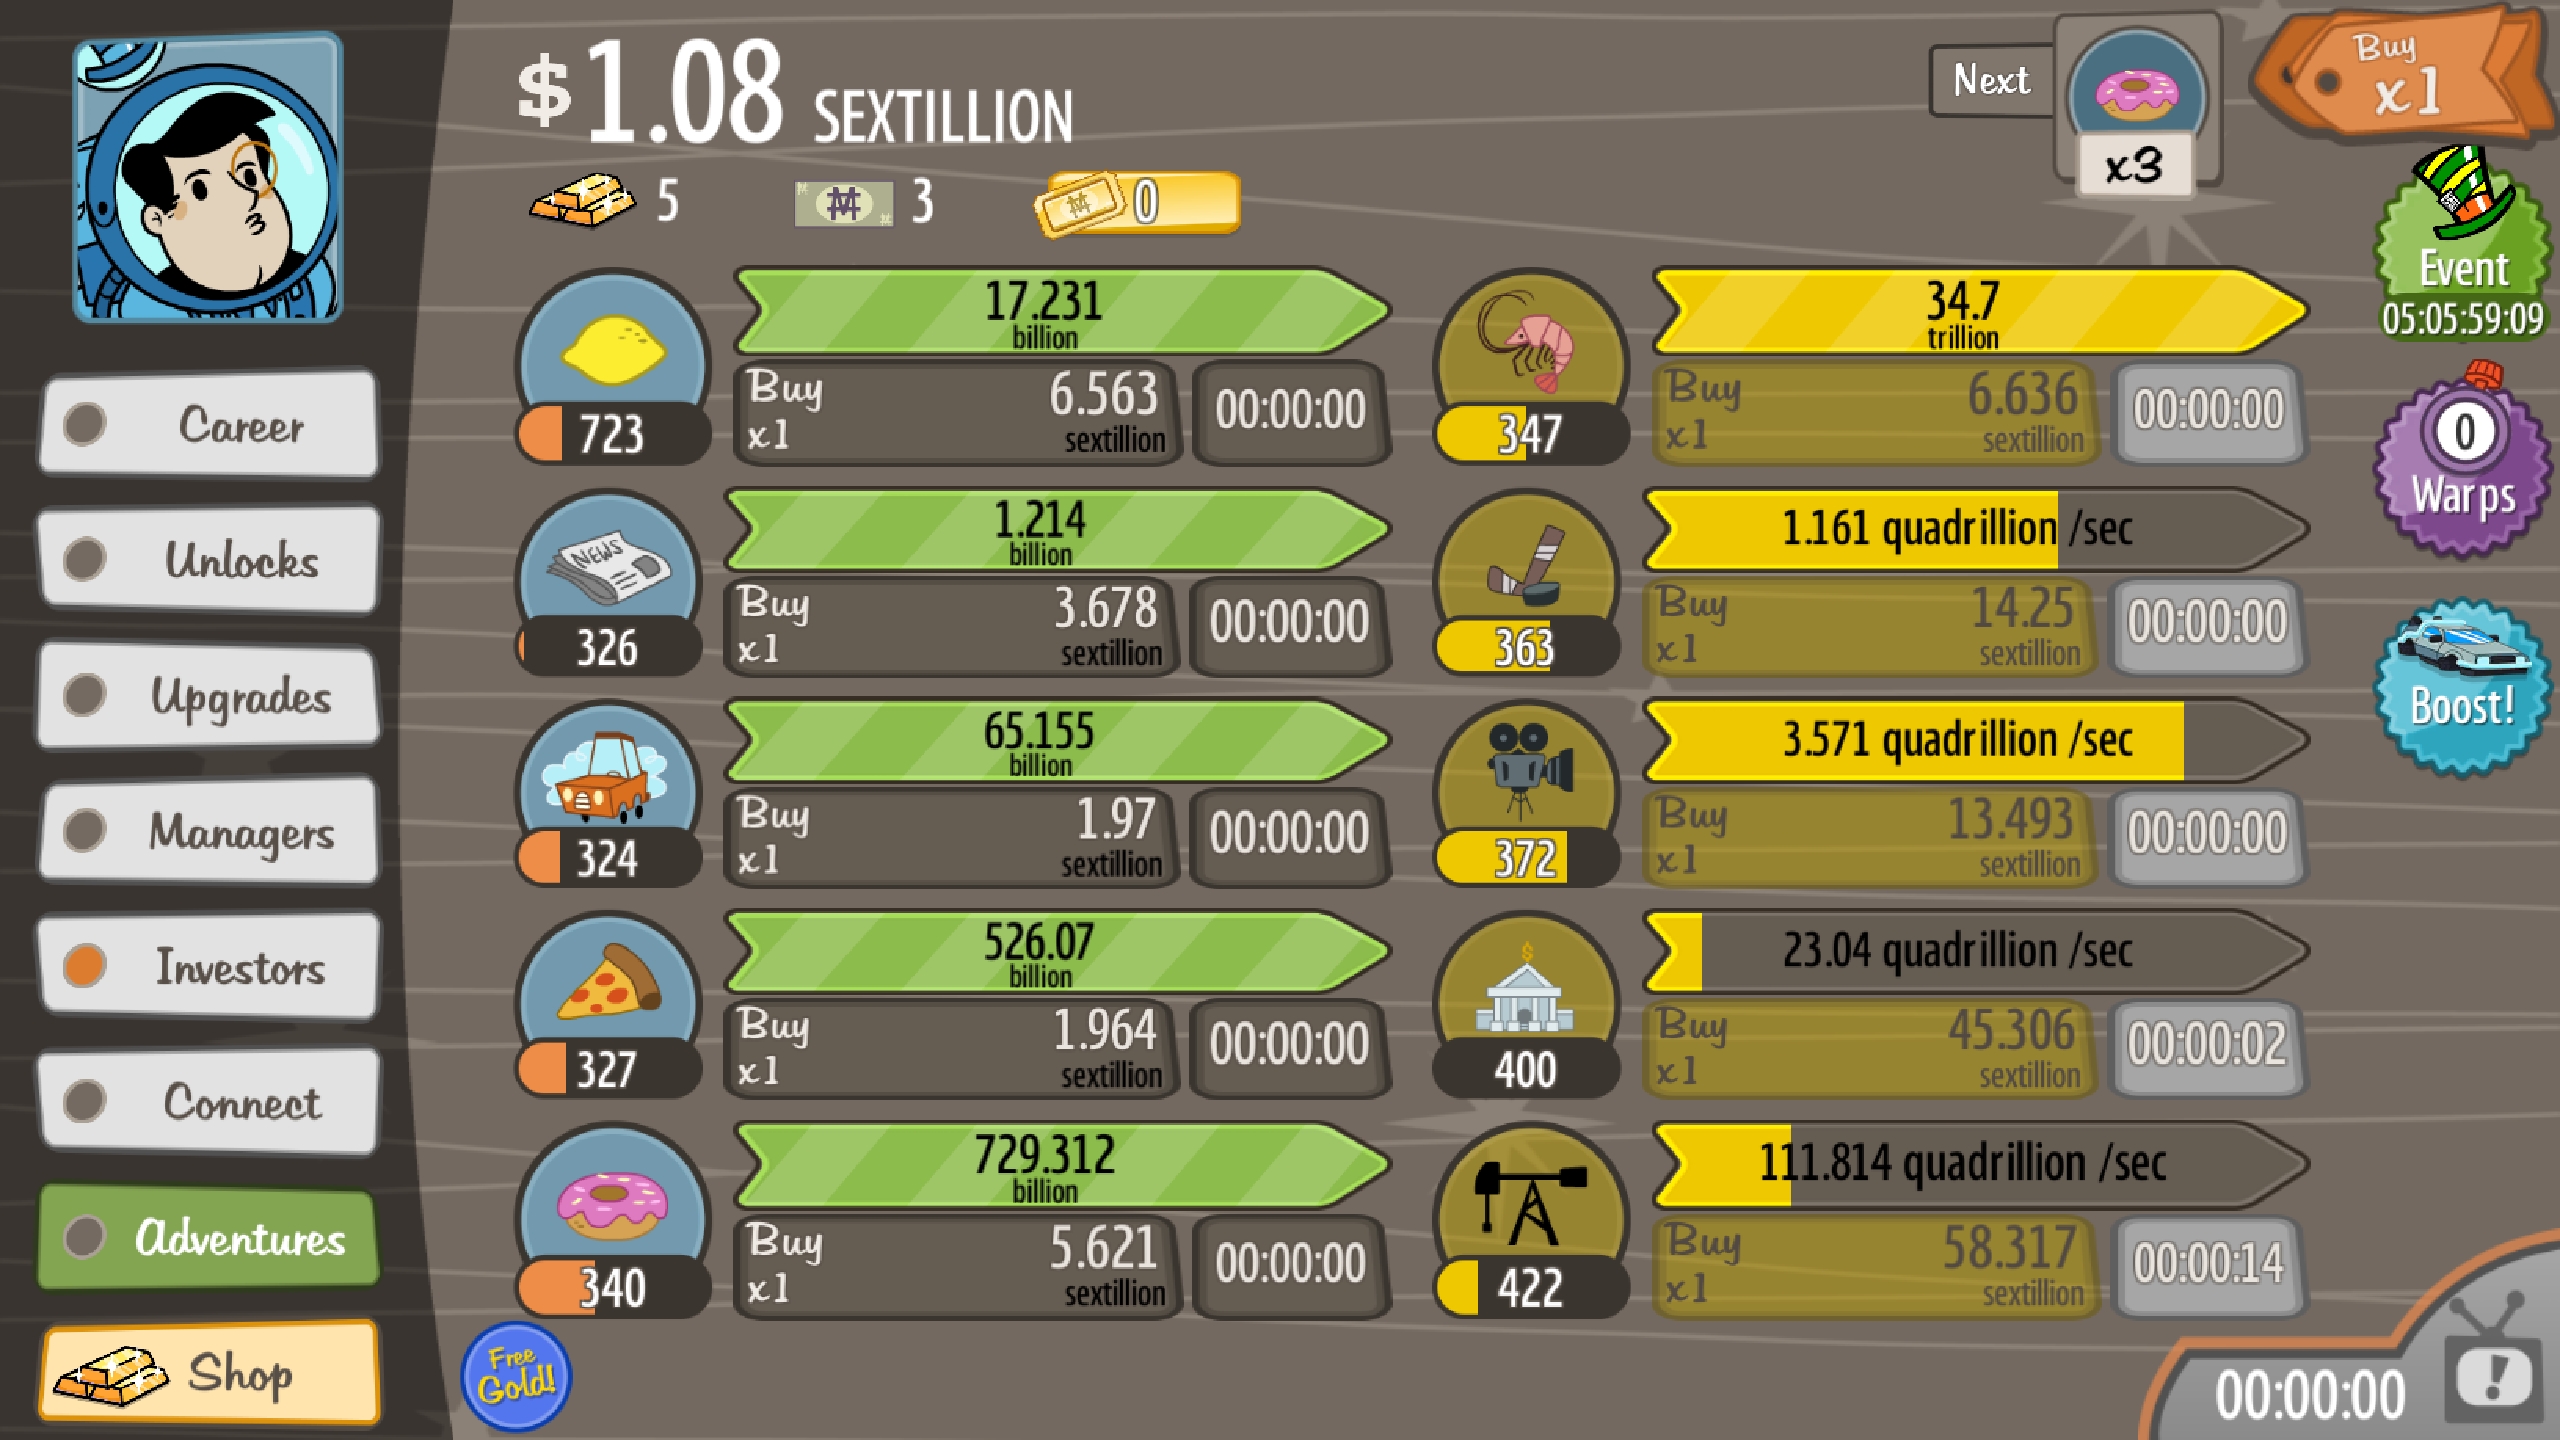 $1.08 SEXTILLION
5 3 0
Next
x3
Buy
x1
Event
05:05:59:09
0
Warps
Boost!
Career
Unlocks
Upgrades
Managers
Investors
Connect
Adventures
Shop
17.231
billion
723
Buy
x1
6.563
sextillion
00:00:00
NEWS
1.214
billion
326
Buy
x1
3.678
sextillion
00:00:00
65.155
billion
324
Buy
x1
1.97
sextillion
00:00:00
526.07
billion
327
Buy
x1
1.964
sextillion
00:00:00
729.312
billion
340
Buy
x1
5.621
sextillion
00:00:00
34.7
trillion
347
Buy
x1
6.636
sextillion
00:00:00
1.161 quadrillion /sec
363
Buy
x1
14.25
sextillion
00:00:00
3.571 quadrillion /sec
372
Buy
x1
13.493
sextillion
00:00:00
23.04 quadrillion /sec
400
Buy
x1
45.306
sextillion
00:00:02
111.814 quadrillion /sec
422
Buy
x1
58.317
sextillion
00:00:14
Free
Gold!
00:00:00
!